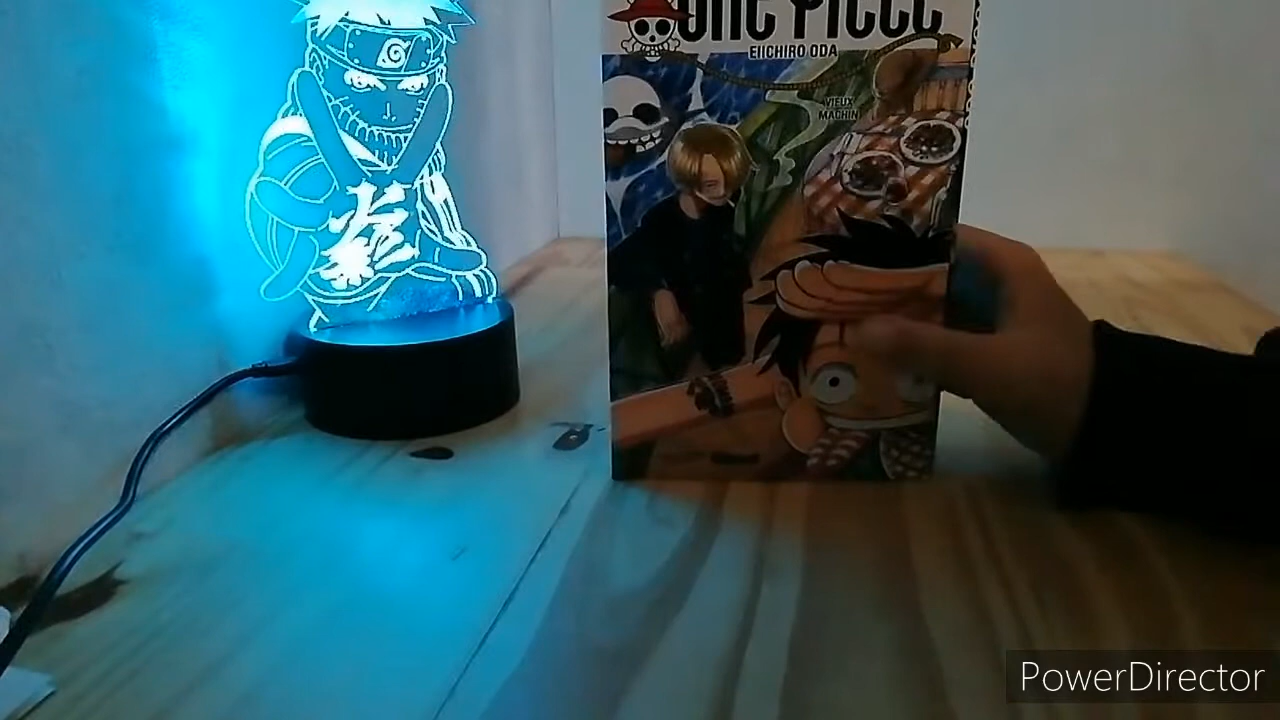 ONE PIECE
EIICHIRO ODA
VIEUX
MACHIN
PowerDirector